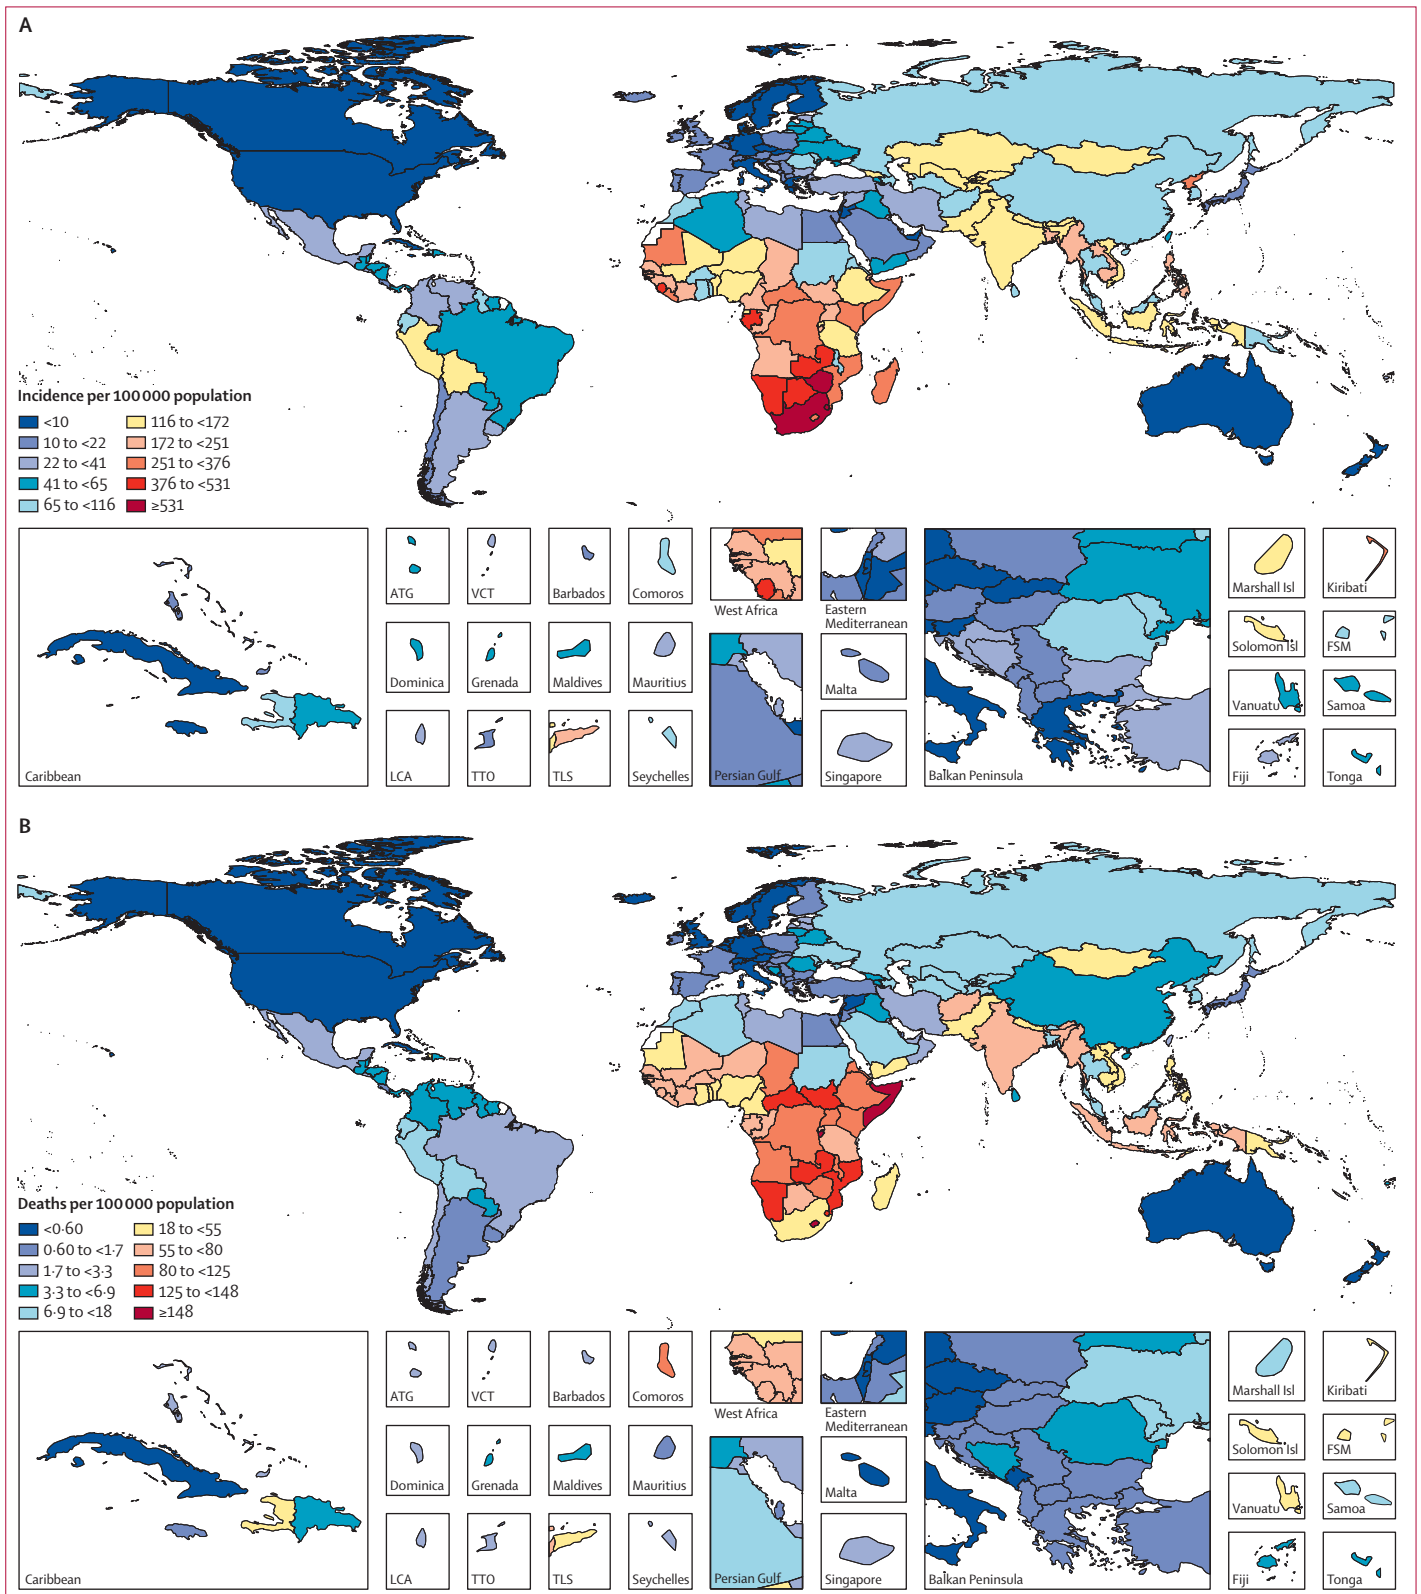 A
Incidence per 100 000 population
<10
10 to <22
22 to <41
41 to <65
65 to <116
116 to <172
172 to <251
251 to <376
376 to <531
≥531
Caribbean
ATG
VCT
Barbados
Comoros
Dominica
Grenada
Maldives
Mauritius
LCA
TTO
TLS
Seychelles
West Africa
Eastern
Mediterranean
Persian Gulf
Malta
Singapore
Balkan Peninsula
Marshall Isl
Kiribati
Solomon Isl
FSM
Vanuatu
Samoa
Fiji
Tonga
B
Deaths per 100 000 population
<0·60
0·60 to <1·7
1·7 to <3·3
3·3 to <6·9
6·9 to <18
18 to <55
55 to <80
80 to <125
125 to <148
≥148
Caribbean
ATG
VCT
Barbados
Comoros
Dominica
Grenada
Maldives
Mauritius
LCA
TTO
TLS
Seychelles
West Africa
Eastern
Mediterranean
Persian Gulf
Malta
Singapore
Balkan Peninsula
Marshall Isl
Kiribati
Solomon Isl
FSM
Vanuatu
Samoa
Fiji
Tonga